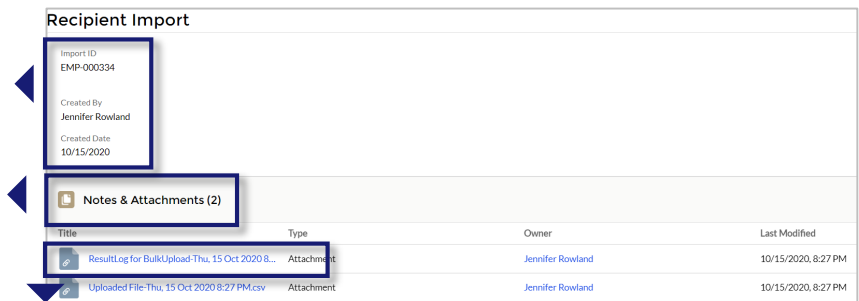 Recipient Import
Import ID
EMP-000334
Created By
Jennifer Rowland
Created Date
10/15/2020
Notes & Attachments (2)
Title Type Owner Last Modified
ResultLog for BulkUpload-Thu, 15 Oct 2020 8... Attachment Jennifer Rowland 10/15/2020, 8:27 PM
Uploaded File-Thu, 15 Oct 2020 8:27 PM.csv Attachment Jennifer Rowland 10/15/2020, 8:27 PM